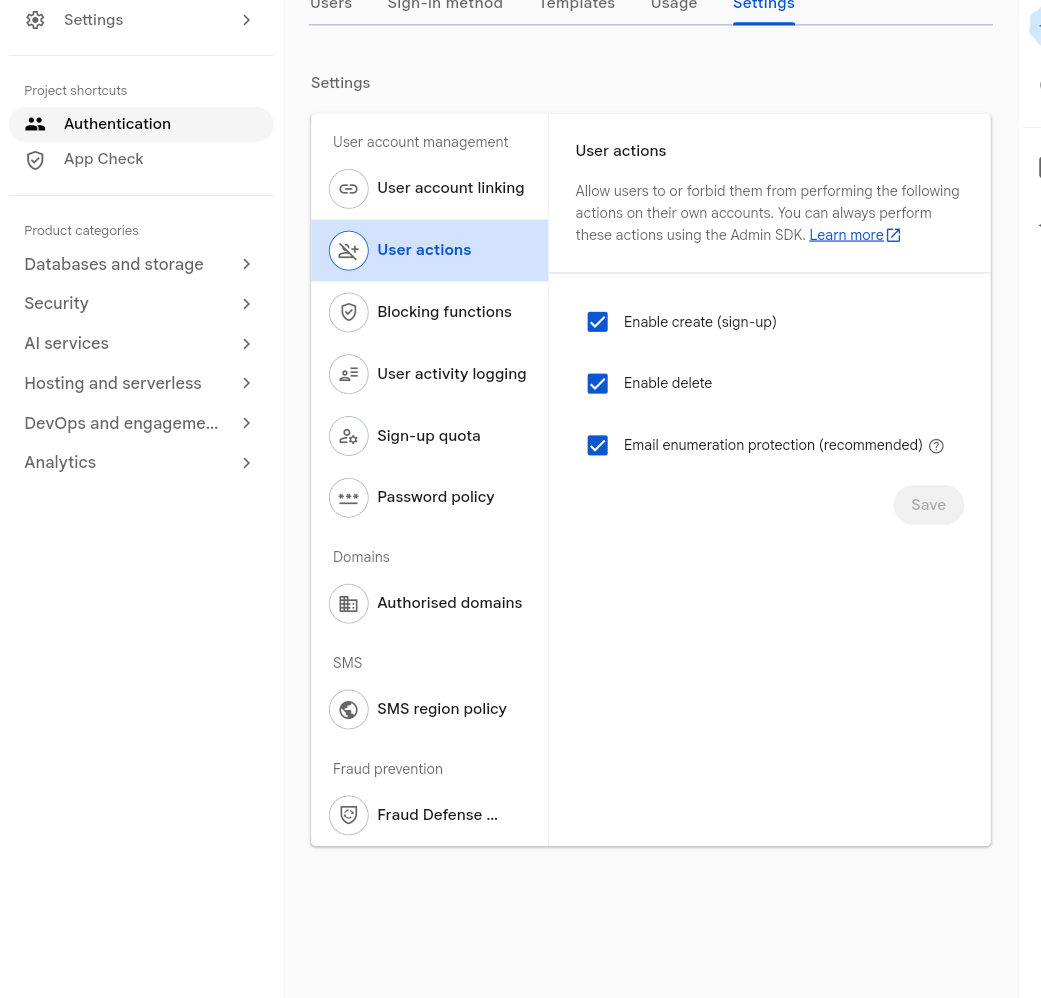 Settings
Project shortcuts
Authentication
App Check
Product categories
Databases and storage
Security
AI services
Hosting and serverless
DevOps and engageme...
Analytics
Users Sign-in method Templates Usage Settings
Settings
User account management
User account linking
User actions
Blocking functions
User activity logging
Sign-up quota
Password policy
Domains
Authorised domains
SMS
SMS region policy
Fraud prevention
Fraud Defense ...
User actions
Allow users to or forbid them from performing the following
actions on their own accounts. You can always perform
these actions using the Admin SDK. Learn more
Enable create (sign-up)
Enable delete
Email enumeration protection (recommended)
Save